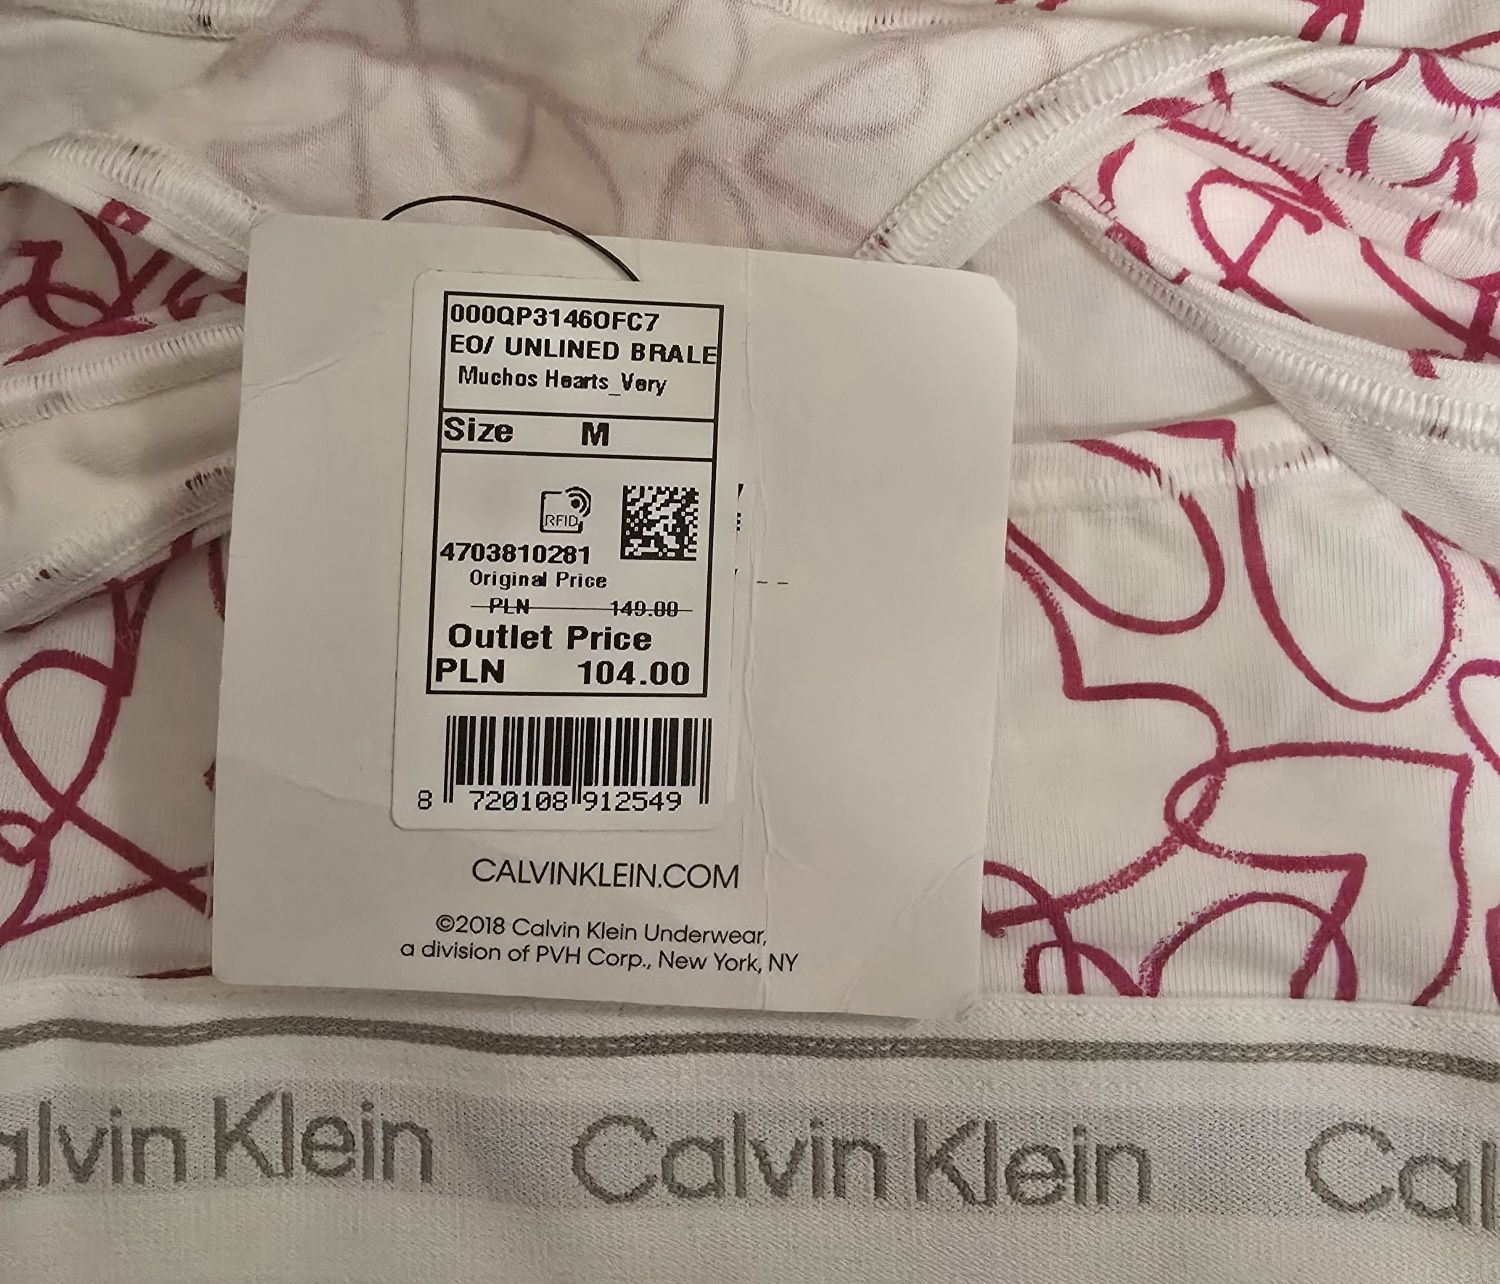 000QP3146OFC7
EO/ UNLINED BRALE
Muchos Hearts_Very
Size M
RFID
4703810281
Original Price
PLN 149.00
Outlet Price
PLN 104.00
8 720108 912549
CALVINKLEIN.COM
©2018 Calvin Klein Underwear,
a division of PVH Corp., New York, NY
alvin Klein Calvin Klein Cal